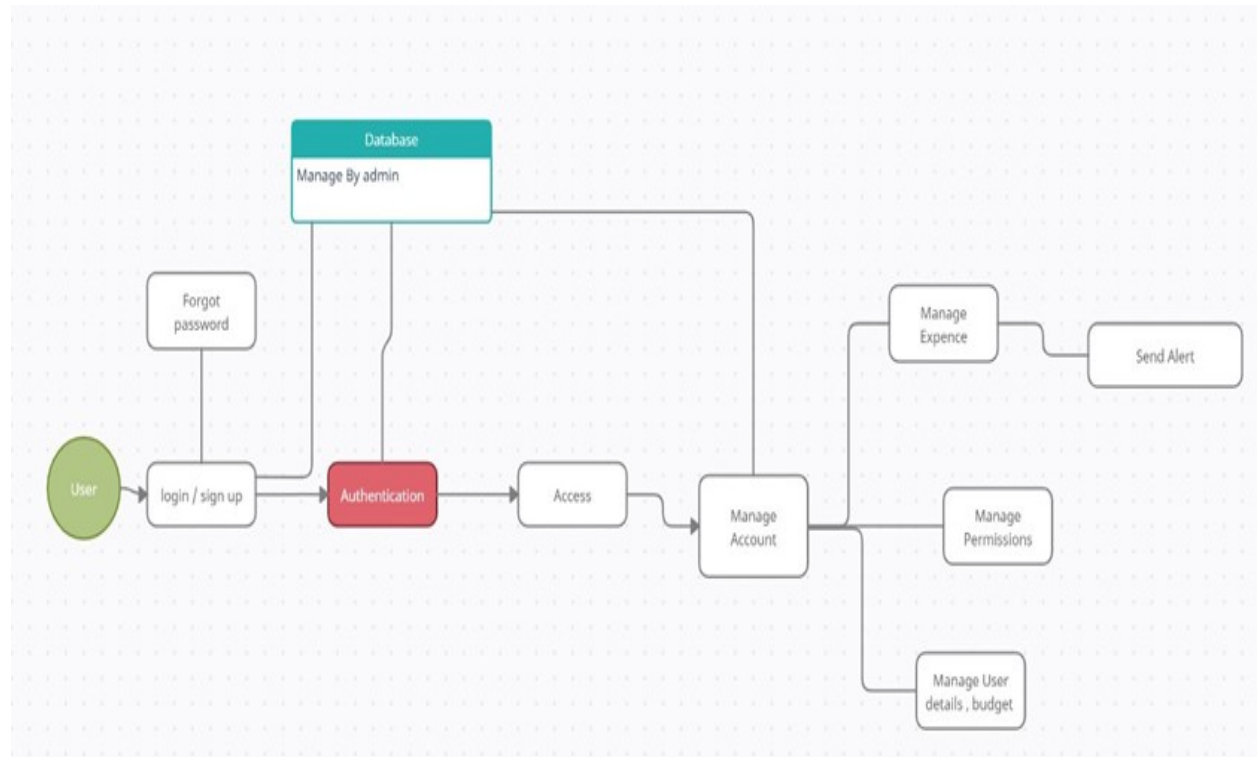 Database
Manage By admin
Forgot
password
User
login / sign up
Authentication
Access
Manage
Account
Manage
Expence
Send Alert
Manage
Permissions
Manage User
details , budget